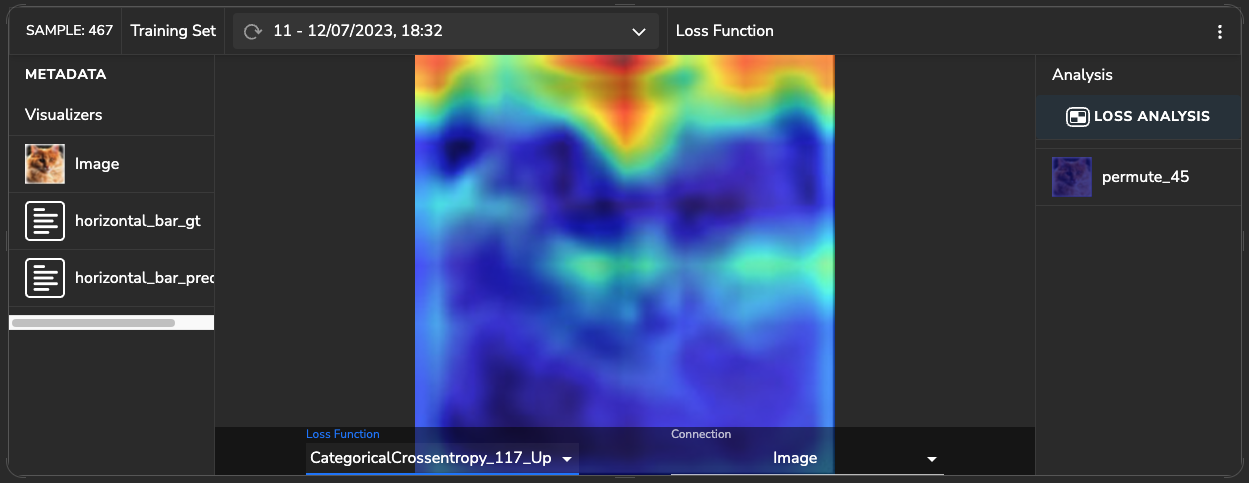 SAMPLE: 467
Training Set
11 - 12/07/2023, 18:32
Loss Function
METADATA
Visualizers
Image
horizontal_bar_gt
horizontal_bar_prec
Analysis
LOSS ANALYSIS
permute_45
Loss Function
CategoricalCrossentropy_117_Up
Connection
Image